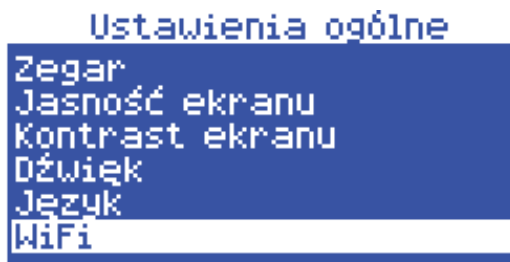 Ustawienia ogólne
Zegar
Jasność ekranu
Kontrast ekranu
Dźwięk
Język
WiFi